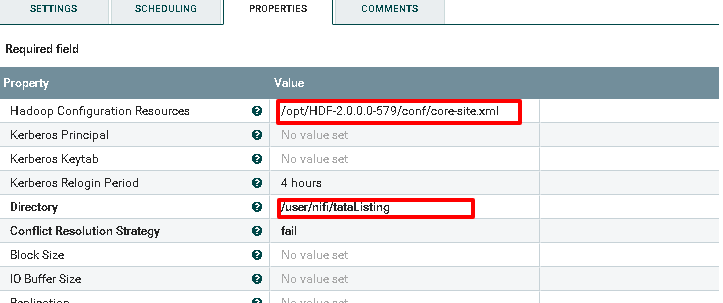 SETTINGS SCHEDULING PROPERTIES COMMENTS
Required field
Property Value
Hadoop Configuration Resources /opt/HDF-2.0.0.0-579/conf/core-site.xml
Kerberos Principal No value set
Kerberos Keytab No value set
Kerberos Relogin Period 4 hours
Directory /user/nifi/tataListing
Conflict Resolution Strategy fail
Block Size No value set
IO Buffer Size No value set
Replication No value set